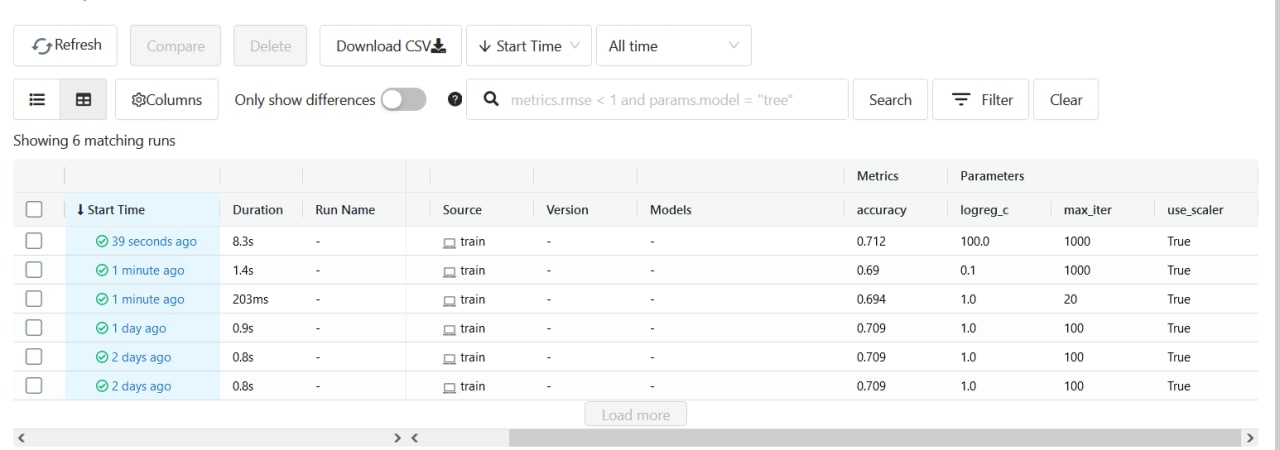 Refresh Compare Delete Download CSV Start Time All time
Columns Only show differences metrics.rmse < 1 and params.model = "tree" Search Filter Clear
Showing 6 matching runs
Metrics Parameters
Start Time Duration Run Name Source Version Models accuracy logreg_c max_iter use_scaler
39 seconds ago 8.3s - train - - 0.712 100.0 1000 True
1 minute ago 1.4s - train - - 0.69 0.1 1000 True
1 minute ago 203ms - train - - 0.694 1.0 20 True
1 day ago 0.9s - train - - 0.709 1.0 100 True
2 days ago 0.8s - train - - 0.709 1.0 100 True
2 days ago 0.8s - train - - 0.709 1.0 100 True
Load more